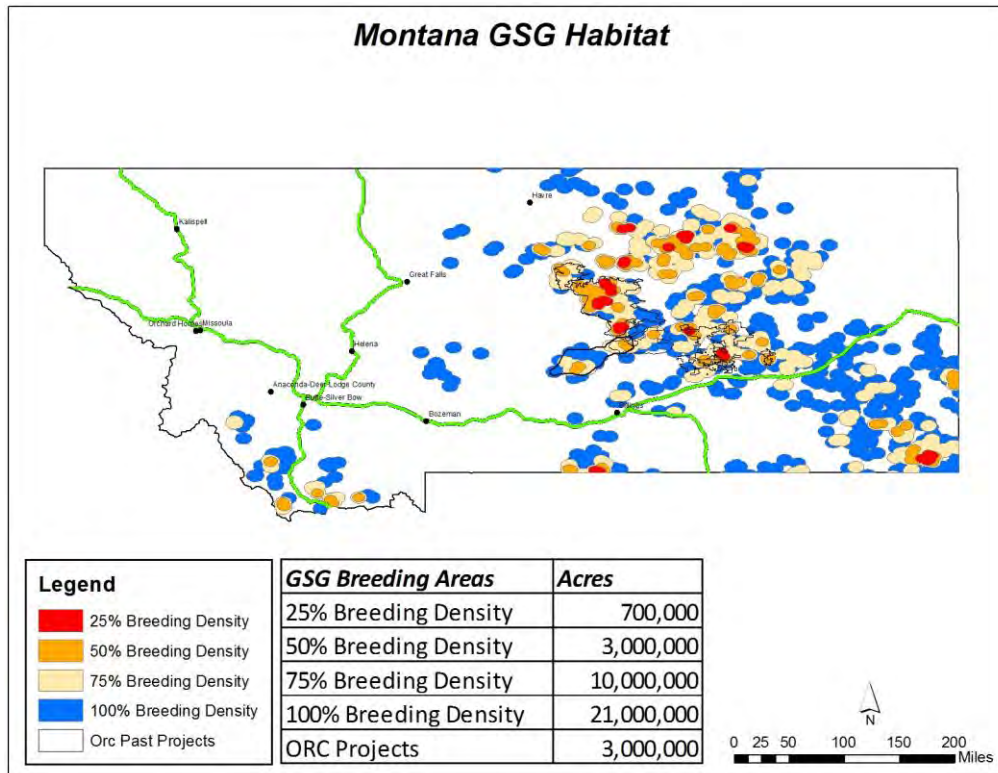 Montana GSG Habitat
Havre
Kalispell
Great Falls
Orchard Homes Missoula
Helena
Anaconda-Deer Lodge County
Butte-Silver Bow
Bozeman
Billings
Legend
25% Breeding Density
50% Breeding Density
75% Breeding Density
100% Breeding Density
Orc Past Projects
GSG Breeding Areas Acres
25% Breeding Density 700,000
50% Breeding Density 3,000,000
75% Breeding Density 10,000,000
100% Breeding Density 21,000,000
ORC Projects 3,000,000
N
0 25 50 100 150 200
Miles